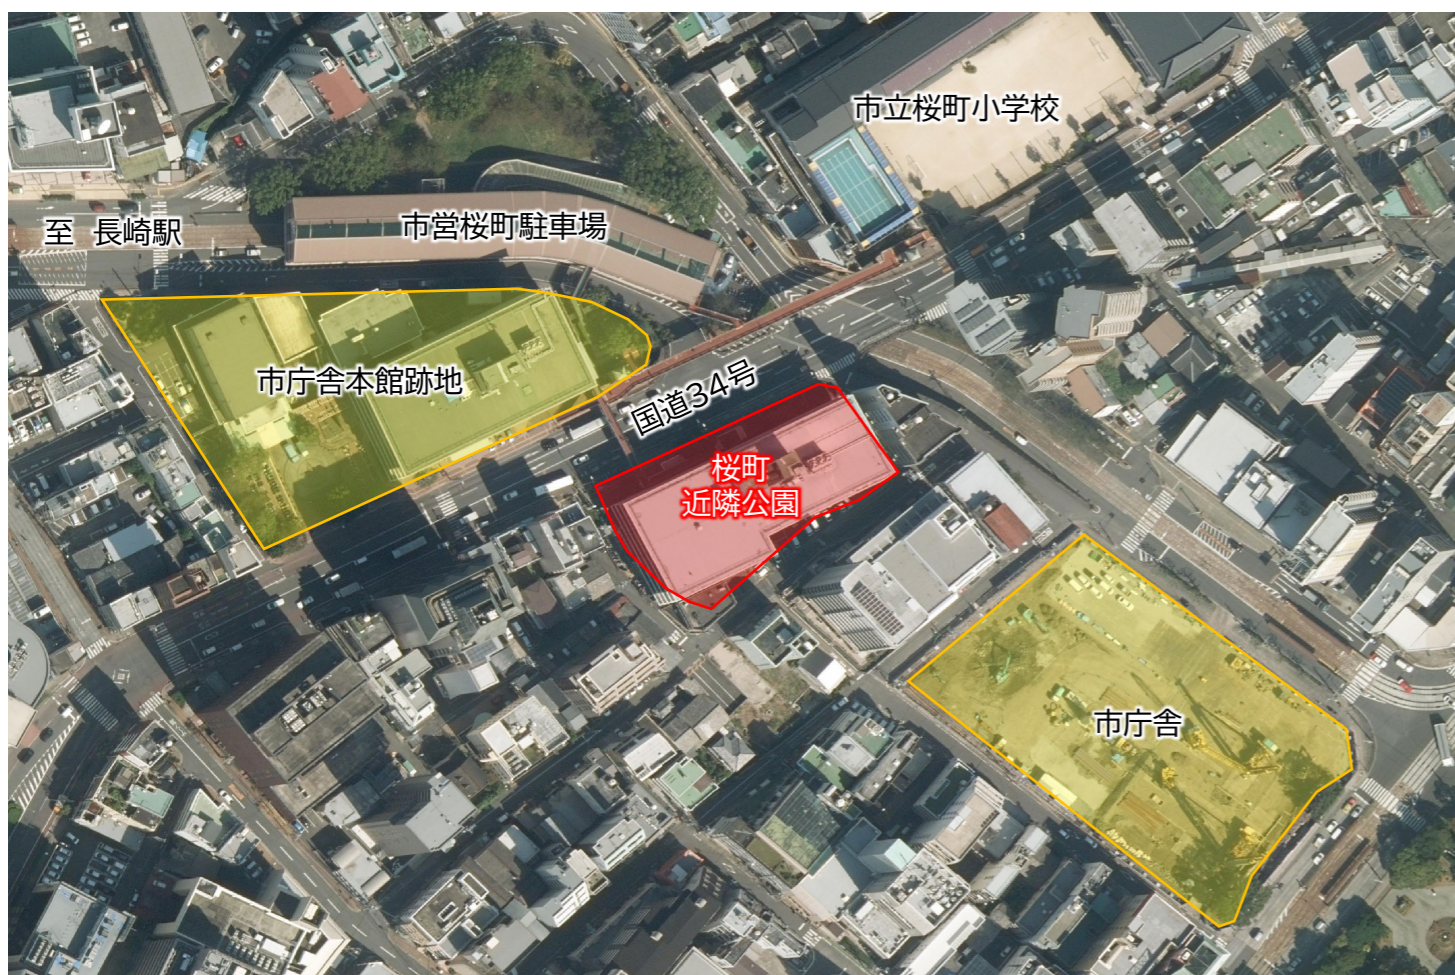 市立桜町小学校
市営桜町駐車場
至 長崎駅
市庁舎本館跡地
国道34号
桜町
近隣公園
市庁舎